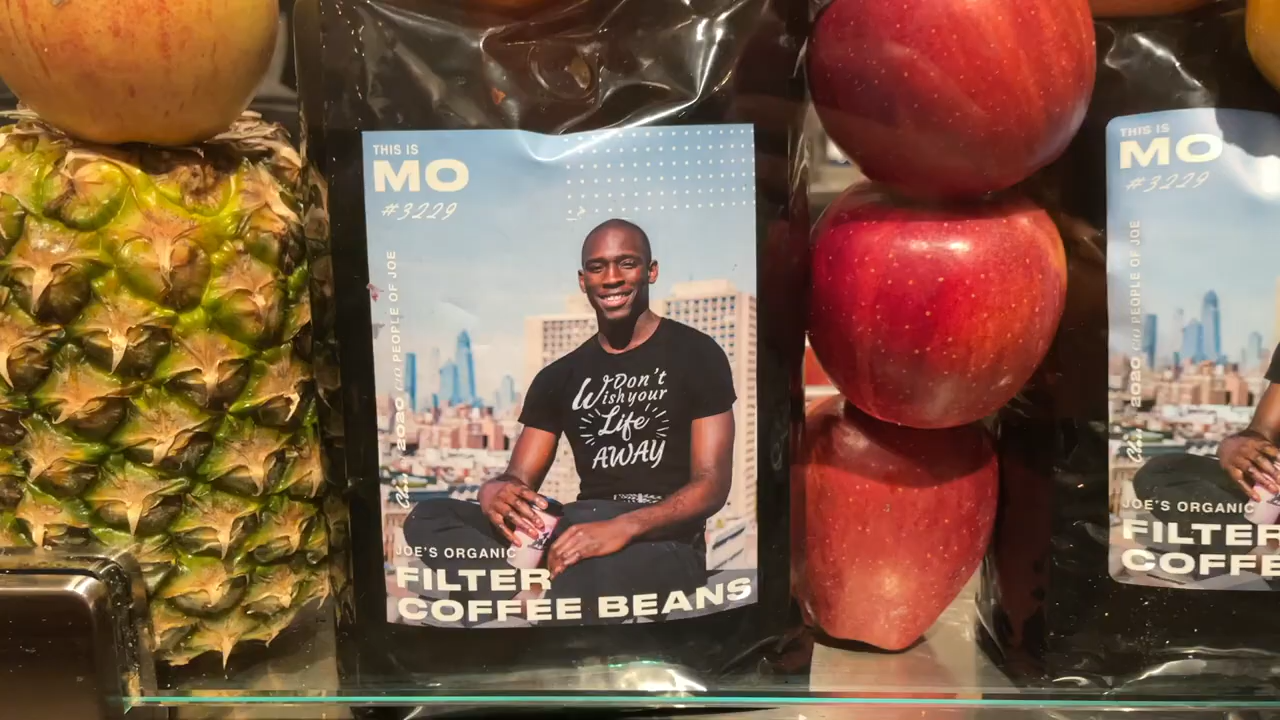 THIS IS
MO
#3229
2020 PEOPLE OF JOE
Don't
Wish your
Life
AWAY
JOE'S ORGANIC
FILTER
COFFEE BEANS
THIS IS
MO
#3229
2020 PEOPLE OF JOE
JOE'S ORGANIC
FILTER
COFFE